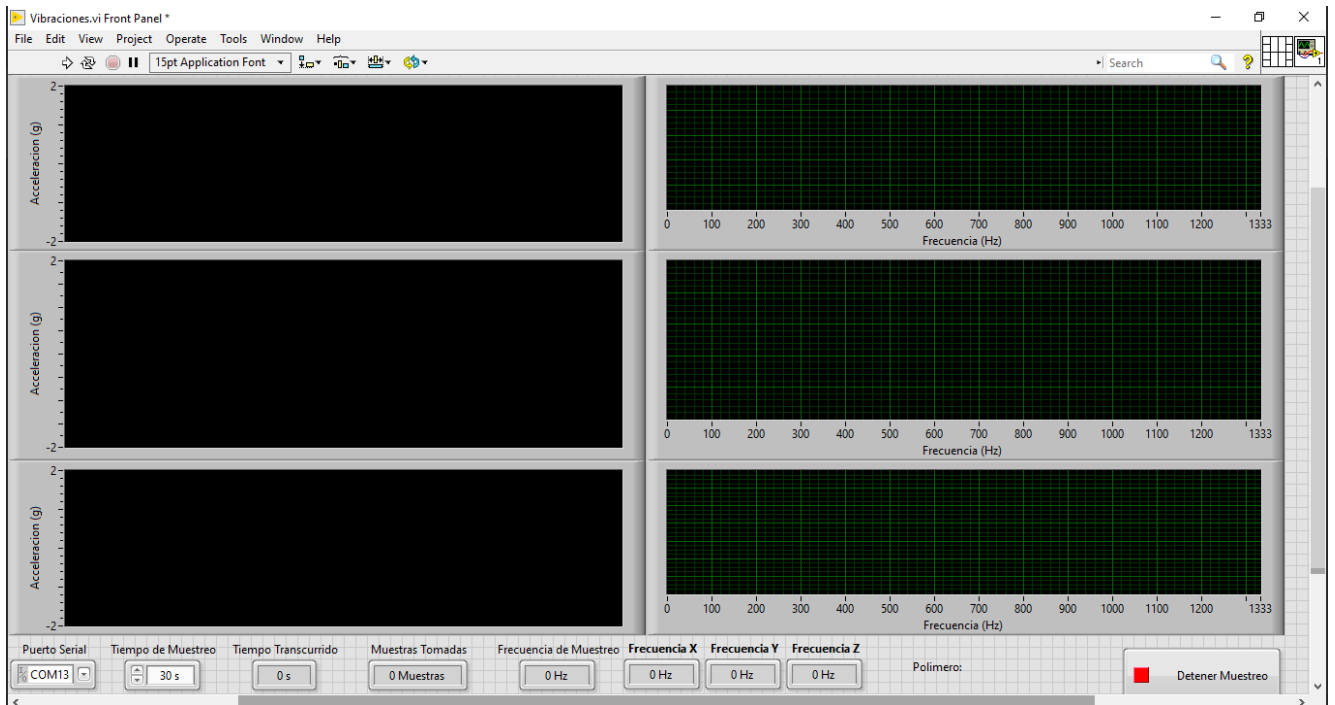 Vibraciones.vi Front Panel *
File Edit View Project Operate Tools Window Help
15pt Application Font
Search
1
2
Acceleracion (g)
-2
0 100 200 300 400 500 600 700 800 900 1000 1100 1200 1333
Frecuencia (Hz)
2
Acceleracion (g)
-2
0 100 200 300 400 500 600 700 800 900 1000 1100 1200 1333
Frecuencia (Hz)
2
Acceleracion (g)
-2
0 100 200 300 400 500 600 700 800 900 1000 1100 1200 1333
Frecuencia (Hz)
Puerto Serial Tiempo de Muestreo Tiempo Transcurrido Muestras Tomadas Frecuencia de Muestreo Frecuencia X Frecuencia Y Frecuencia Z
COM13 30 s 0 s 0 Muestras 0 Hz 0 Hz 0 Hz 0 Hz Polimero: Detener Muestreo